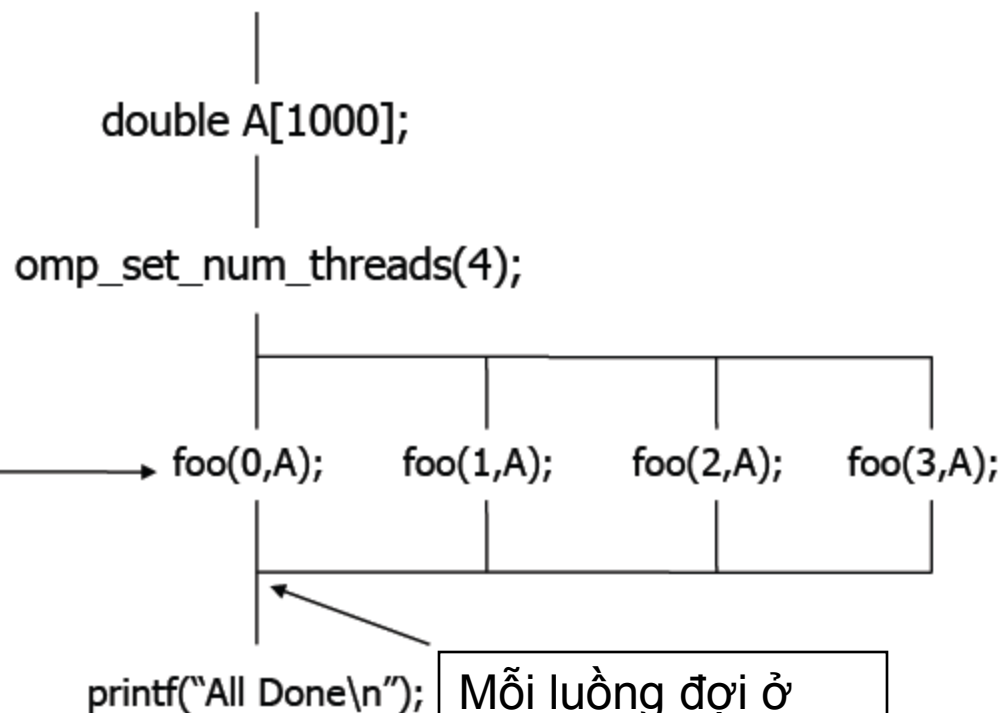 double A[1000];
omp_set_num_threads(4);
foo(0,A); foo(1,A); foo(2,A); foo(3,A);
printf(“All Done\n”);
Mỗi luồng đợi ở